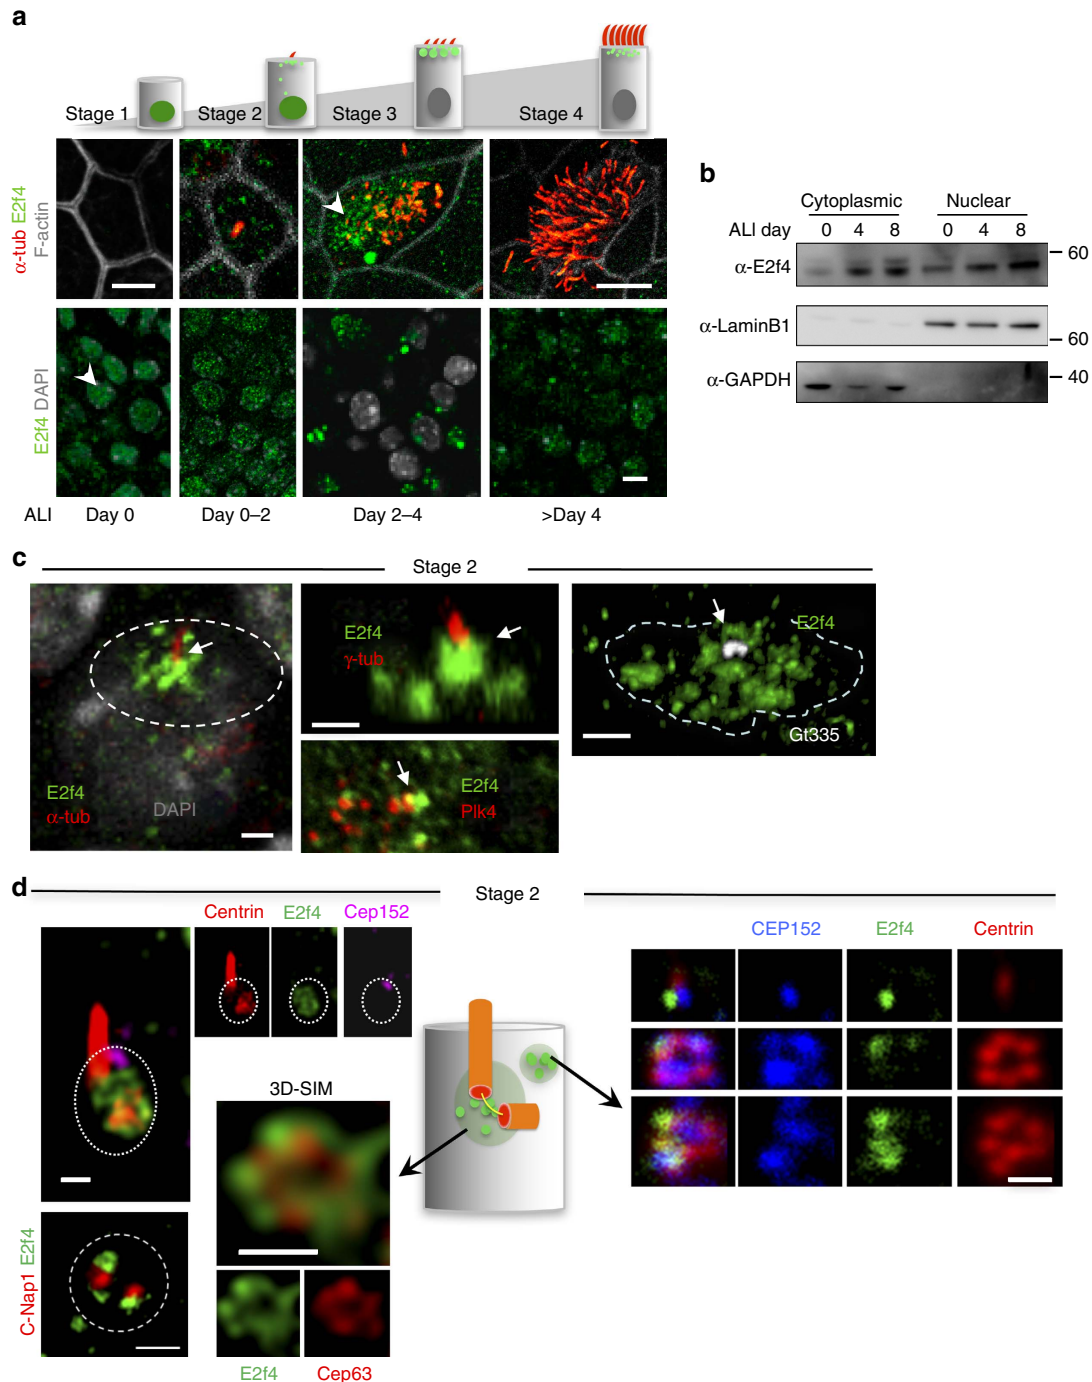 a
Stage 1
Stage 2
Stage 3
Stage 4
α-tub E2f4
F-actin
E2f4 DAPI
ALI
Day 0
Day 0–2
Day 2–4
>Day 4
b
Cytoplasmic
Nuclear
ALI day
0 4 8 0 4 8
α-E2f4
60
α-LaminB1
60
α-GAPDH
40
c
Stage 2
E2f4
α-tub
DAPI
E2f4
γ-tub
E2f4
Plk4
E2f4
Gt335
d
Stage 2
Centrin
E2f4
Cep152
3D-SIM
C-Nap1 E2f4
E2f4
Cep63
CEP152
E2f4
Centrin